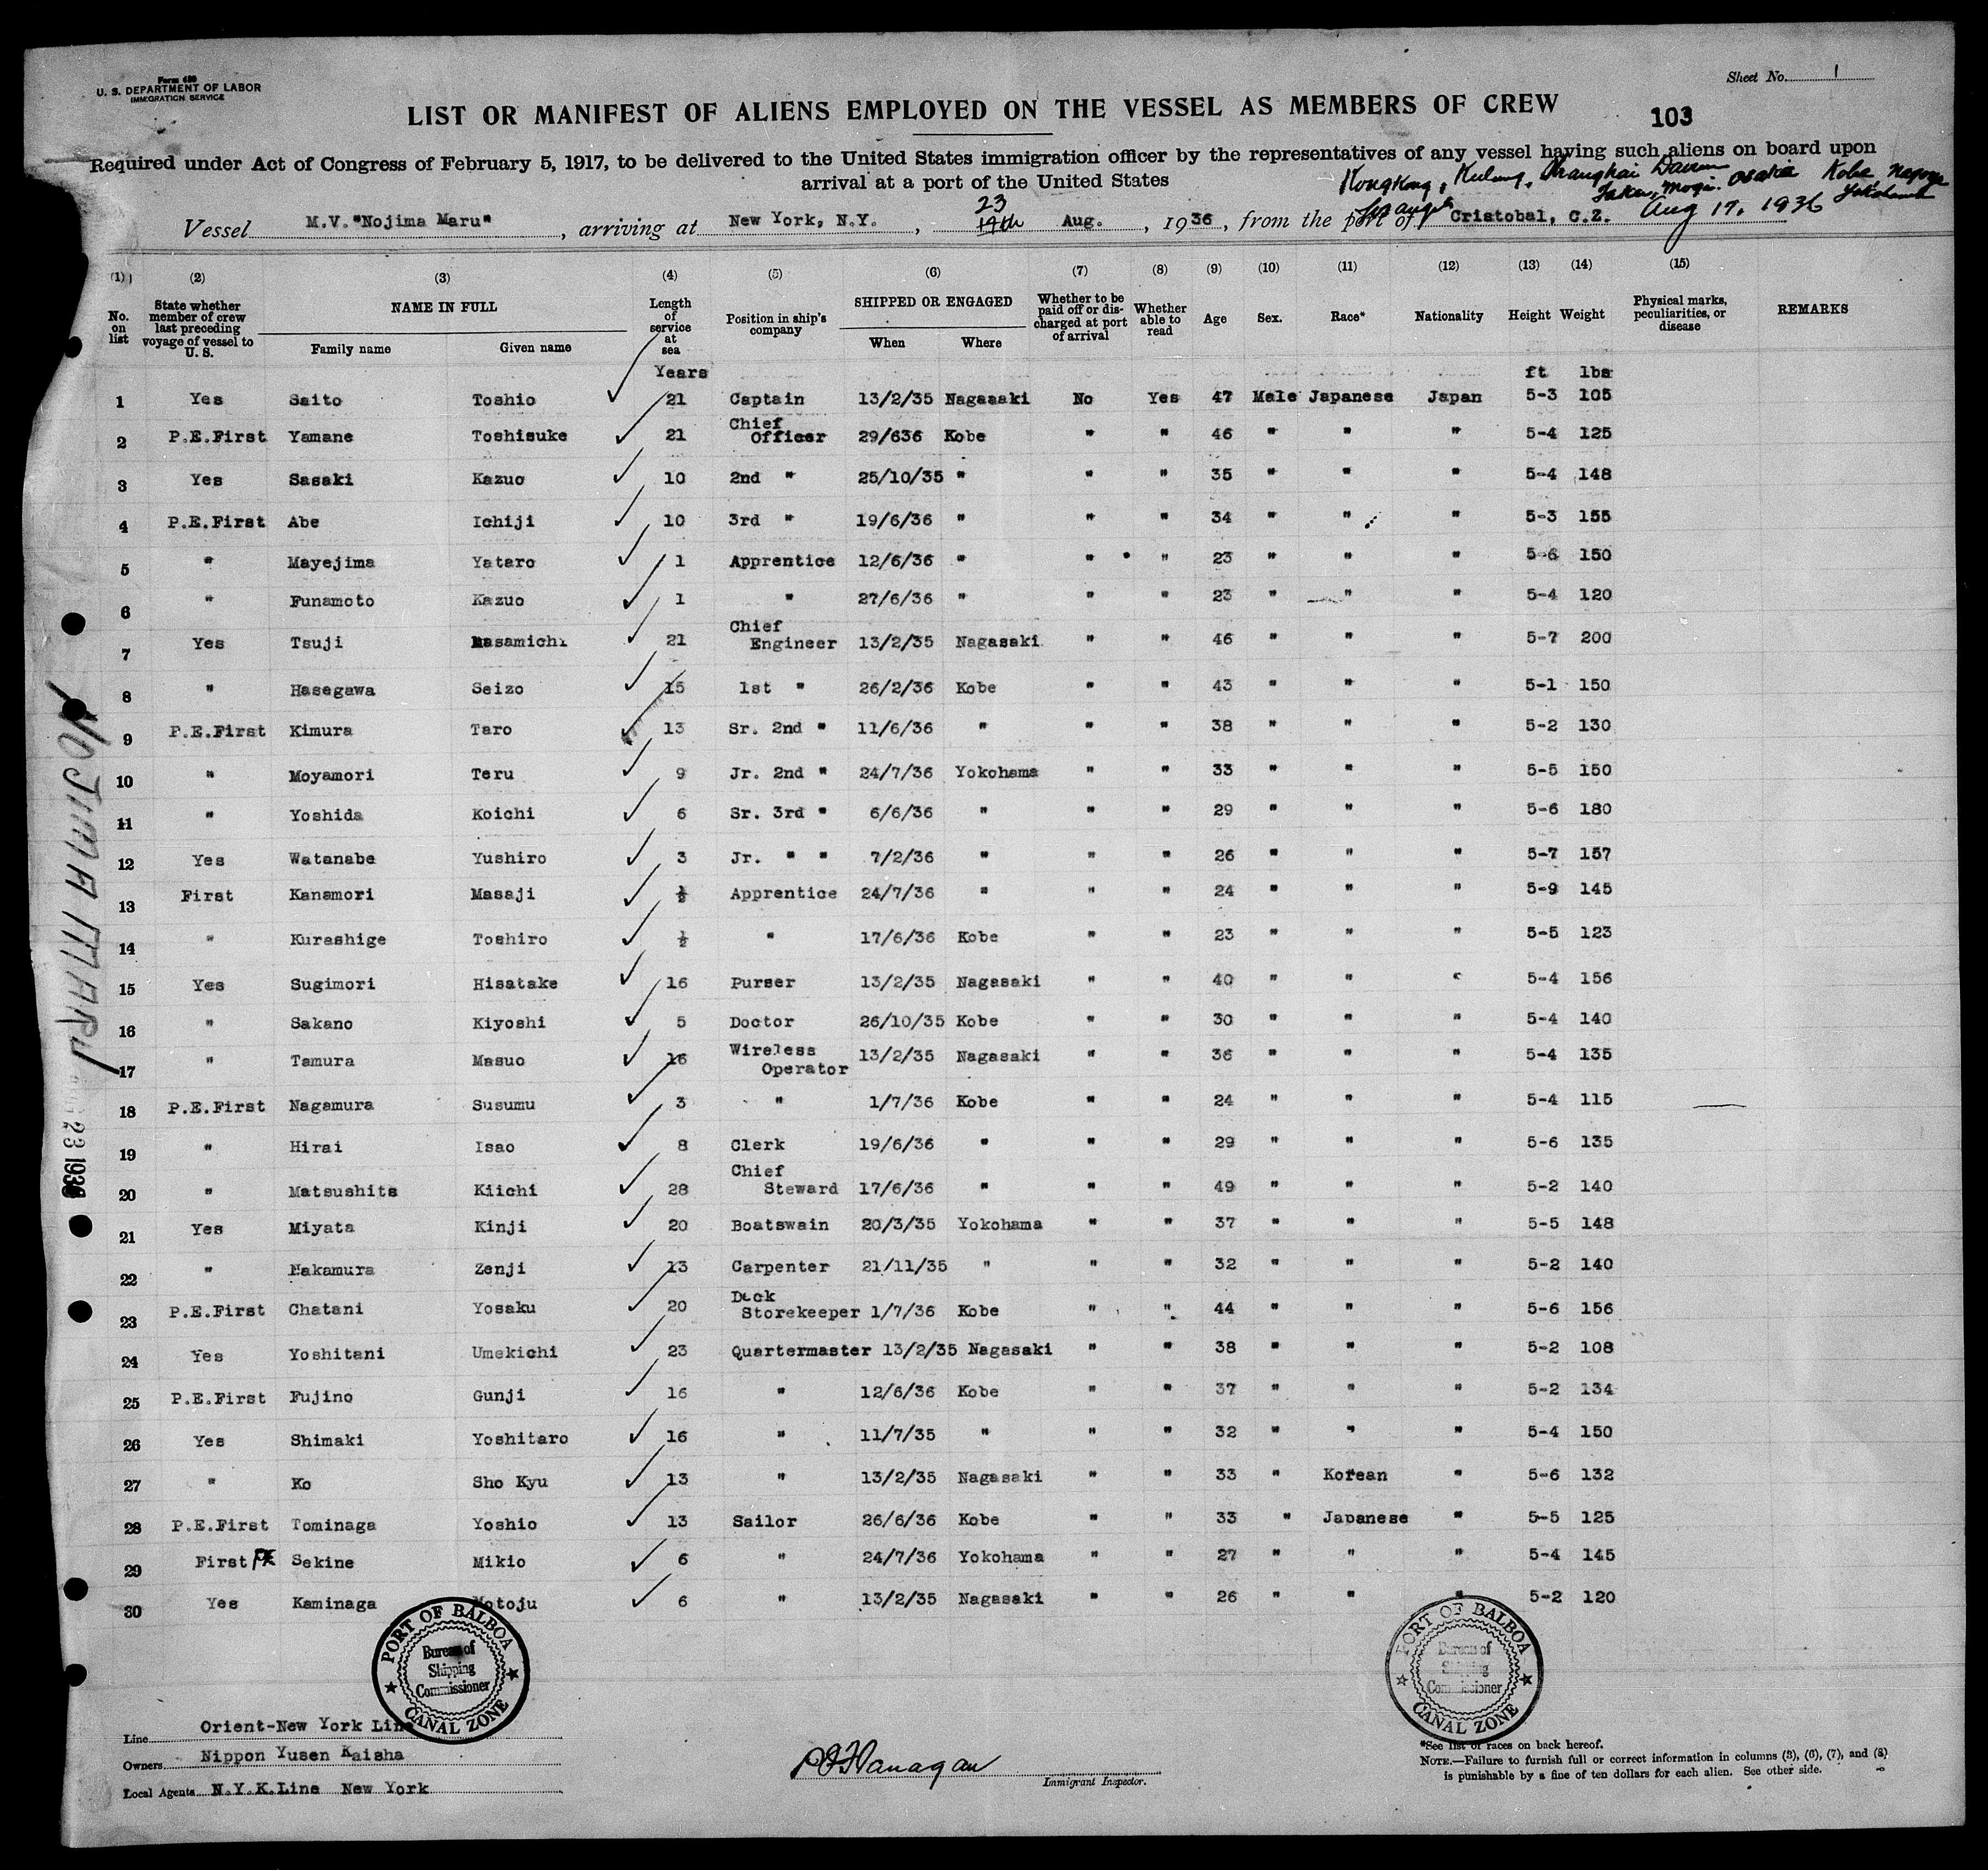 Form 680
U. S. DEPARTMENT OF LABOR
IMMIGRATION SERVICE
Sheet No. 1
LIST OR MANIFEST OF ALIENS EMPLOYED ON THE VESSEL AS MEMBERS OF CREW
103
Required under Act of Congress of February 5, 1917, to be delivered to the United States immigration officer by the representatives of any vessel having such aliens on board upon
arrival at a port of the United States
Hongkong, Keelung, Shanghai Dairen
Moji. Osaka Kobe Nagoya
Yokohama
Los Angeles
23
Vessel M.V."Nojima Maru", arriving at New York, N.Y., 19th Aug., 1936, from the port of Cristobal, C.Z. Aug 17, 1936
(1) (2) (3) (4) (5) (6) (7) (8) (9) (10) (11) (12) (13) (14) (15)
No. on list State whether member of crew last preceding voyage of vessel to U. S. NAME IN FULL Family name Given name Length of service at sea Position in ship's company SHIPPED OR ENGAGED When Where Whether to be paid off or discharged at port of arrival Whether able to read Age Sex. Race* Nationality Height Weight Physical marks, peculiarities, or disease REMARKS
Years ft lbs
1 Yes Saito Toshio 21 Captain 13/2/35 Nagasaki No Yes 47 Male Japanese Japan 5-3 105
2 P.E.First Yamane Toshisuke 21 Chief Officer 29/636 Kobe " " 46 " " " 5-4 125
3 Yes Sasaki Kazuo 10 2nd " 25/10/35 " " " 35 " " " 5-4 148
4 P.E.First Abe Ichiji 10 3rd " 19/6/36 " " " 34 " " " 5-3 155
5 " Mayejima Yataro 1 Apprentice 12/6/36 " " " 23 " " " 5-6 150
6 " Funamoto Kazuo 1 " 27/6/36 " " " 23 " " " 5-4 120
7 Yes Tsuji Masamichi 21 Chief Engineer 13/2/35 Nagasaki " " 46 " " " 5-7 200
8 " Hasegawa Seizo 15 1st " 26/2/36 Kobe " " 43 " " " 5-1 150
9 P.E.First Kimura Taro 13 Sr. 2nd " 11/6/36 " " " 38 " " " 5-2 130
10 " Moyamori Teru 9 Jr. 2nd " 24/7/36 Yokohama " " 33 " " " 5-5 150
11 " Yoshida Koichi 6 Sr. 3rd " 6/6/36 " " " 29 " " " 5-6 180
12 Yes Watanabe Yushiro 3 Jr. " " 7/2/36 " " " 26 " " " 5-7 157
13 First Kanamori Masaji ½ Apprentice 24/7/36 " " " 24 " " " 5-9 145
14 " Kurashige Toshiro ½ " 17/6/36 Kobe " " 23 " " " 5-5 123
15 Yes Sugimori Hisatake 16 Purser 13/2/35 Nagasaki " " 40 " " " 5-4 156
16 " Sakano Kiyoshi 5 Doctor 26/10/35 Kobe " " 30 " " " 5-4 140
17 " Tamura Masuo 16 Wireless Operator 13/2/35 Nagasaki " " 36 " " " 5-4 135
18 P.E.First Nagamura Susumu 3 " 1/7/36 Kobe " " 24 " " " 5-4 115
19 " Hirai Isao 8 Clerk 19/6/36 " " " 29 " " " 5-6 135
20 " Matsushita Kiichi 28 Chief Steward 17/6/36 " " " 49 " " " 5-2 140
21 Yes Miyata Kinji 20 Boatswain 20/3/35 Yokohama " " 37 " " " 5-5 148
22 " Nakamura Zenji 13 Carpenter 21/11/35 " " " 32 " " " 5-2 140
23 P.E.First Chatani Yosaku 20 Deck Storekeeper 1/7/36 Kobe " " 44 " " " 5-6 156
24 Yes Yoshitani Umekichi 23 Quartermaster 13/2/35 Nagasaki " " 38 " " " 5-2 108
25 P.E.First Fujino Gunji 16 " 12/6/36 Kobe " " 37 " " " 5-2 134
26 Yes Shimaki Yoshitaro 16 " 11/7/35 " " " 32 " " " 5-4 150
27 " Ko Sho Kyu 13 " 13/2/35 Nagasaki " " 33 " Korean " 5-6 132
28 P.E.First Tominaga Yoshio 13 Sailor 26/6/36 Kobe " " 33 " Japanese " 5-5 125
29 First PE Sekine Mikio 6 " 24/7/36 Yokohama " " 27 " " " 5-4 145
30 Yes Kaminaga Motoju 6 " 13/2/35 Nagasaki " " 26 " " " 5-2 120
NOJIMA MARU
23 1936
PORT OF BALBOA
Bureau of
Shipping
Commissioner
CANAL ZONE
PORT OF BALBOA
Bureau of
Shipping
Commissioner
CANAL ZONE
Line Orient-New York Line
Owners Nippon Yusen Kaisha
Local Agents N.Y.K.Line New York
Flanagan
Immigrant Inspector.
*See list of races on back hereof.
NOTE.—Failure to furnish full or correct information in columns (3), (6), (7), and (8)
is punishable by a fine of ten dollars for each alien. See other side.